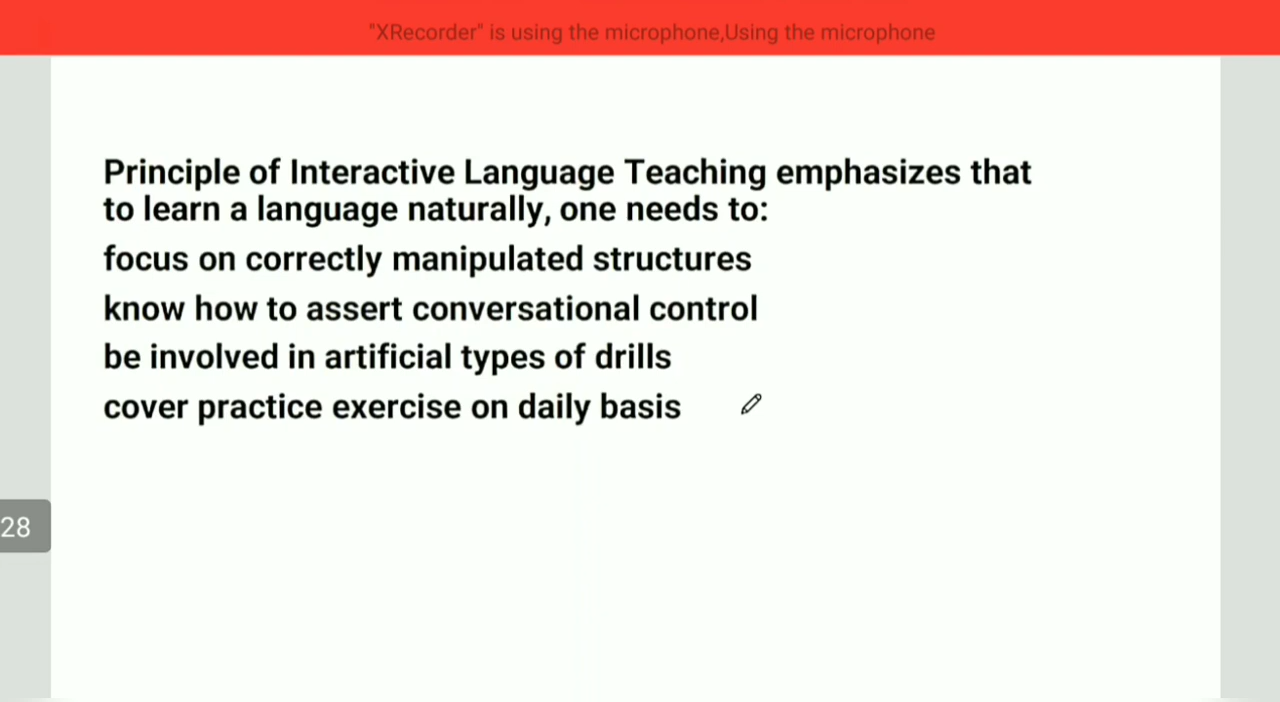 "XRecorder" is using the microphone,Using the microphone
Principle of Interactive Language Teaching emphasizes that
to learn a language naturally, one needs to:
focus on correctly manipulated structures
know how to assert conversational control
be involved in artificial types of drills
cover practice exercise on daily basis
28